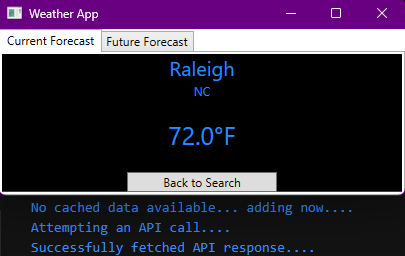 Weather App
Current Forecast Future Forecast
Raleigh
NC
72.0°F
Back to Search
No cached data available... adding now....
Attempting an API call....
Successfully fetched API response....